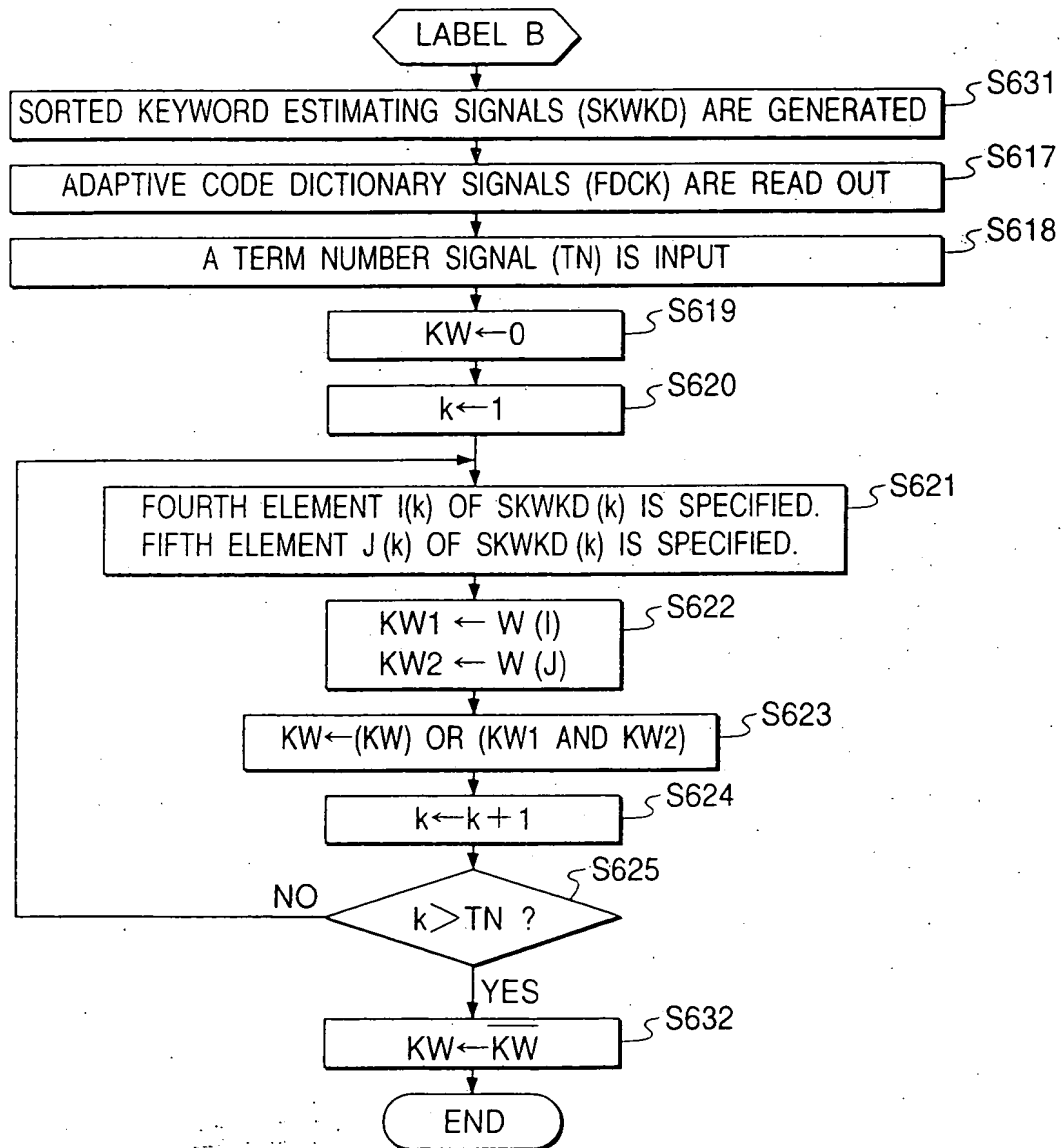 LABEL B
S631
SORTED KEYWORD ESTIMATING SIGNALS (SKWKD) ARE GENERATED
S617
ADAPTIVE CODE DICTIONARY SIGNALS (FDCK) ARE READ OUT
S618
A TERM NUMBER SIGNAL (TN) IS INPUT
S619
KW←0
S620
k←1
S621
FOURTH ELEMENT I(k) OF SKWKD (k) IS SPECIFIED.
FIFTH ELEMENT J (k) OF SKWKD (k) IS SPECIFIED.
S622
KW1 ← W (I)
KW2 ← W (J)
S623
KW←(KW) OR (KW1 AND KW2)
S624
k←k+1
S625
NO
k>TN ?
YES
S632
KW←K̅W̅
END